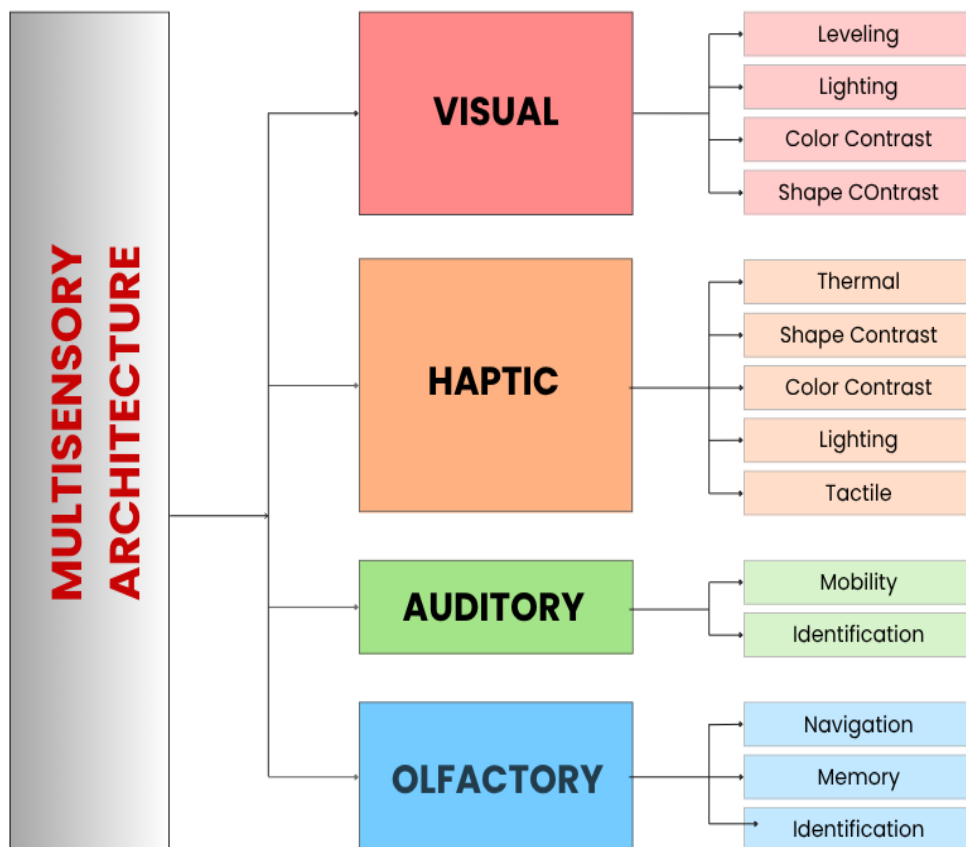 MULTISENSORY
ARCHITECTURE
VISUAL
Leveling
Lighting
Color Contrast
Shape COntrast
HAPTIC
Thermal
Shape Contrast
Color Contrast
Lighting
Tactile
AUDITORY
Mobility
Identification
OLFACTORY
Navigation
Memory
Identification